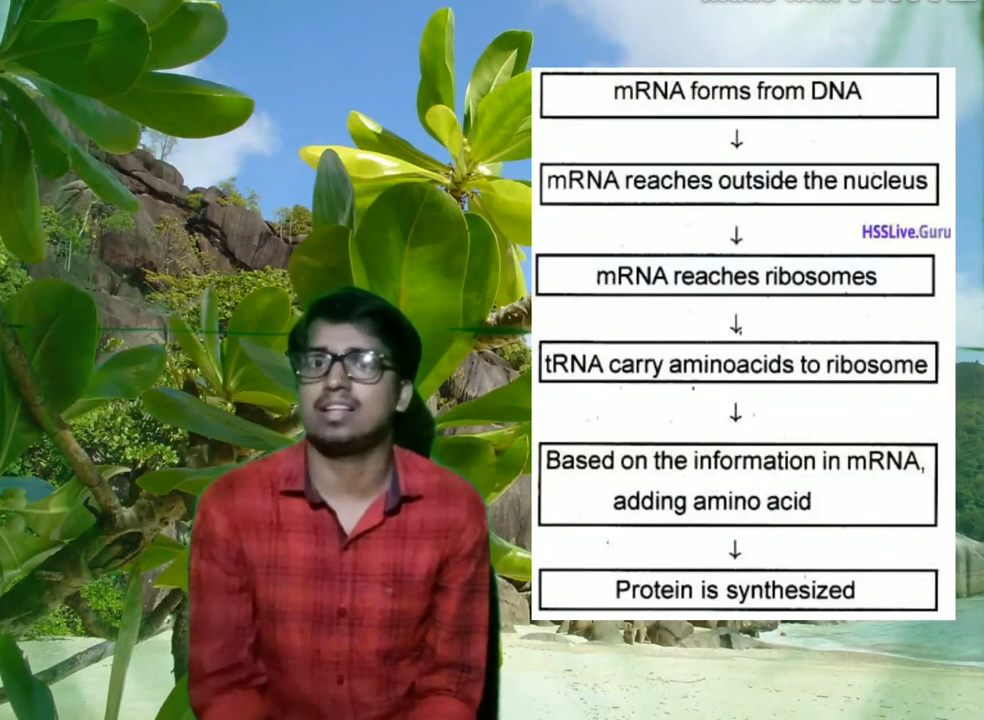 mRNA forms from DNA
↓
mRNA reaches outside the nucleus
↓
HSSLive.Guru
mRNA reaches ribosomes
↓
tRNA carry aminoacids to ribosome
↓
Based on the information in mRNA,
adding amino acid
↓
Protein is synthesized